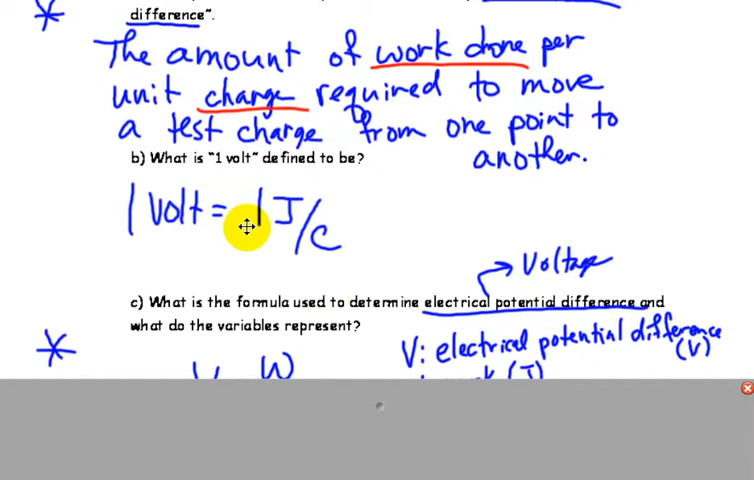 difference".
The amount of work done per
unit charge required to move
a test charge from one point to
another.
b) What is "1 volt" defined to be?
1 Volt = 1 J/C
Voltage
c) What is the formula used to determine electrical potential difference and
what do the variables represent?
V: electrical potential difference
(V)
V W
(J)